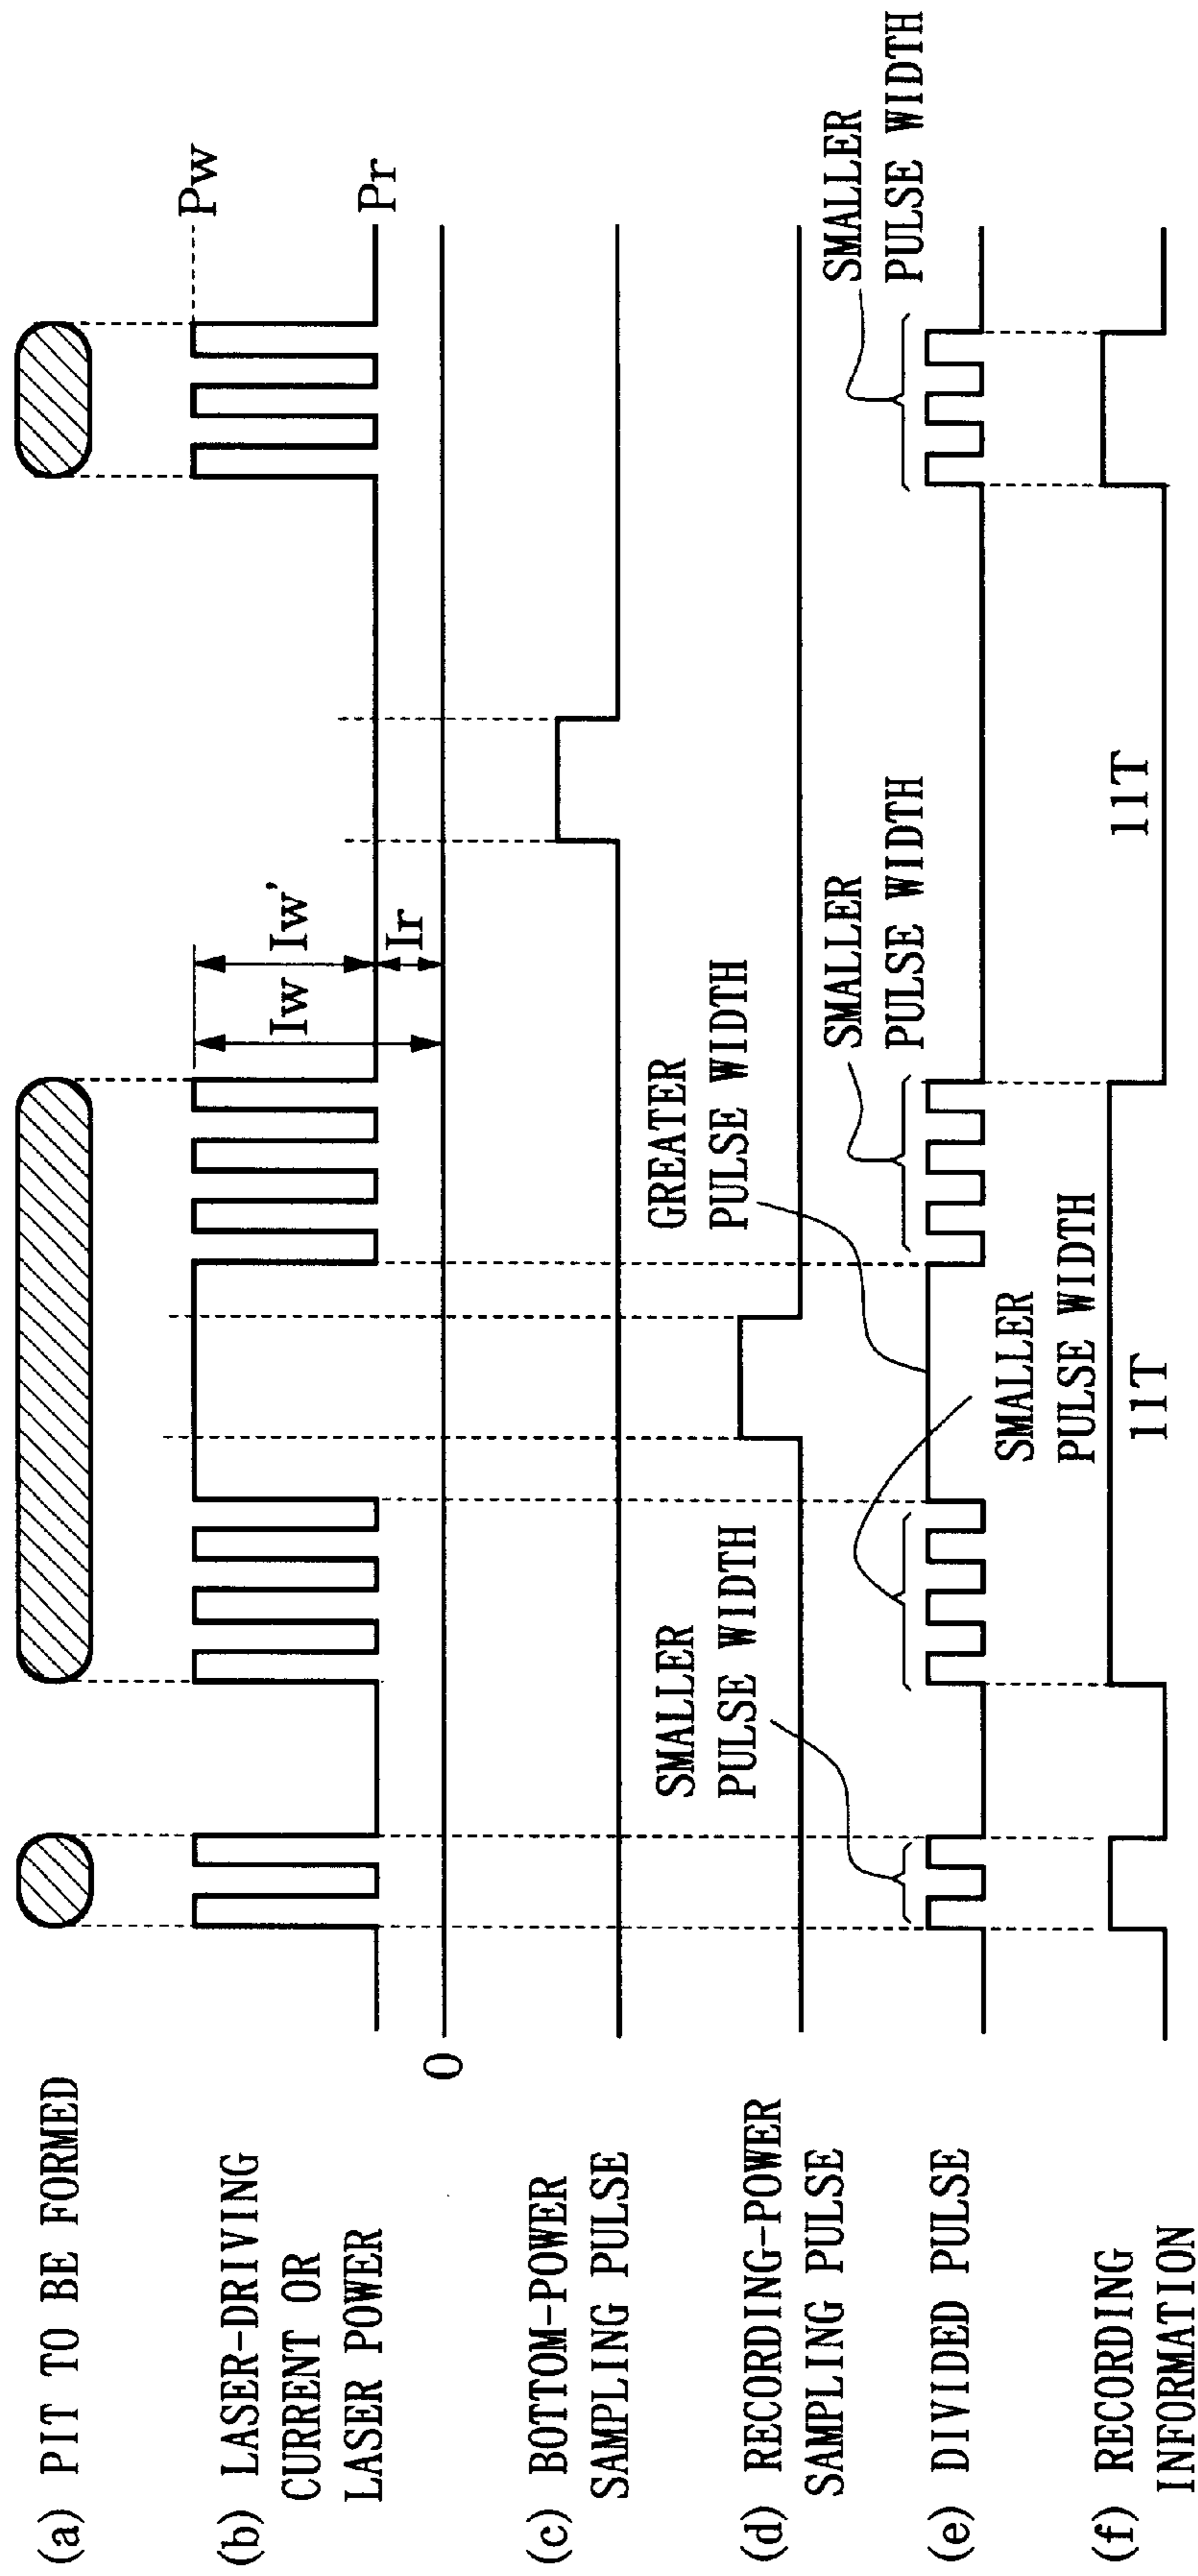 (a) PIT TO BE FORMED
(b) LASER-DRIVING
CURRENT OR
LASER POWER
Pw
Pr
Iw
Iw'
Ir
0
(c) BOTTOM-POWER
SAMPLING PULSE
(d) RECORDING-POWER
SAMPLING PULSE
SMALLER
PULSE WIDTH
GREATER
PULSE WIDTH
(e) DIVIDED PULSE
SMALLER
PULSE WIDTH
SMALLER
PULSE WIDTH
SMALLER
PULSE WIDTH
(f) RECORDING
INFORMATION
11T
11T